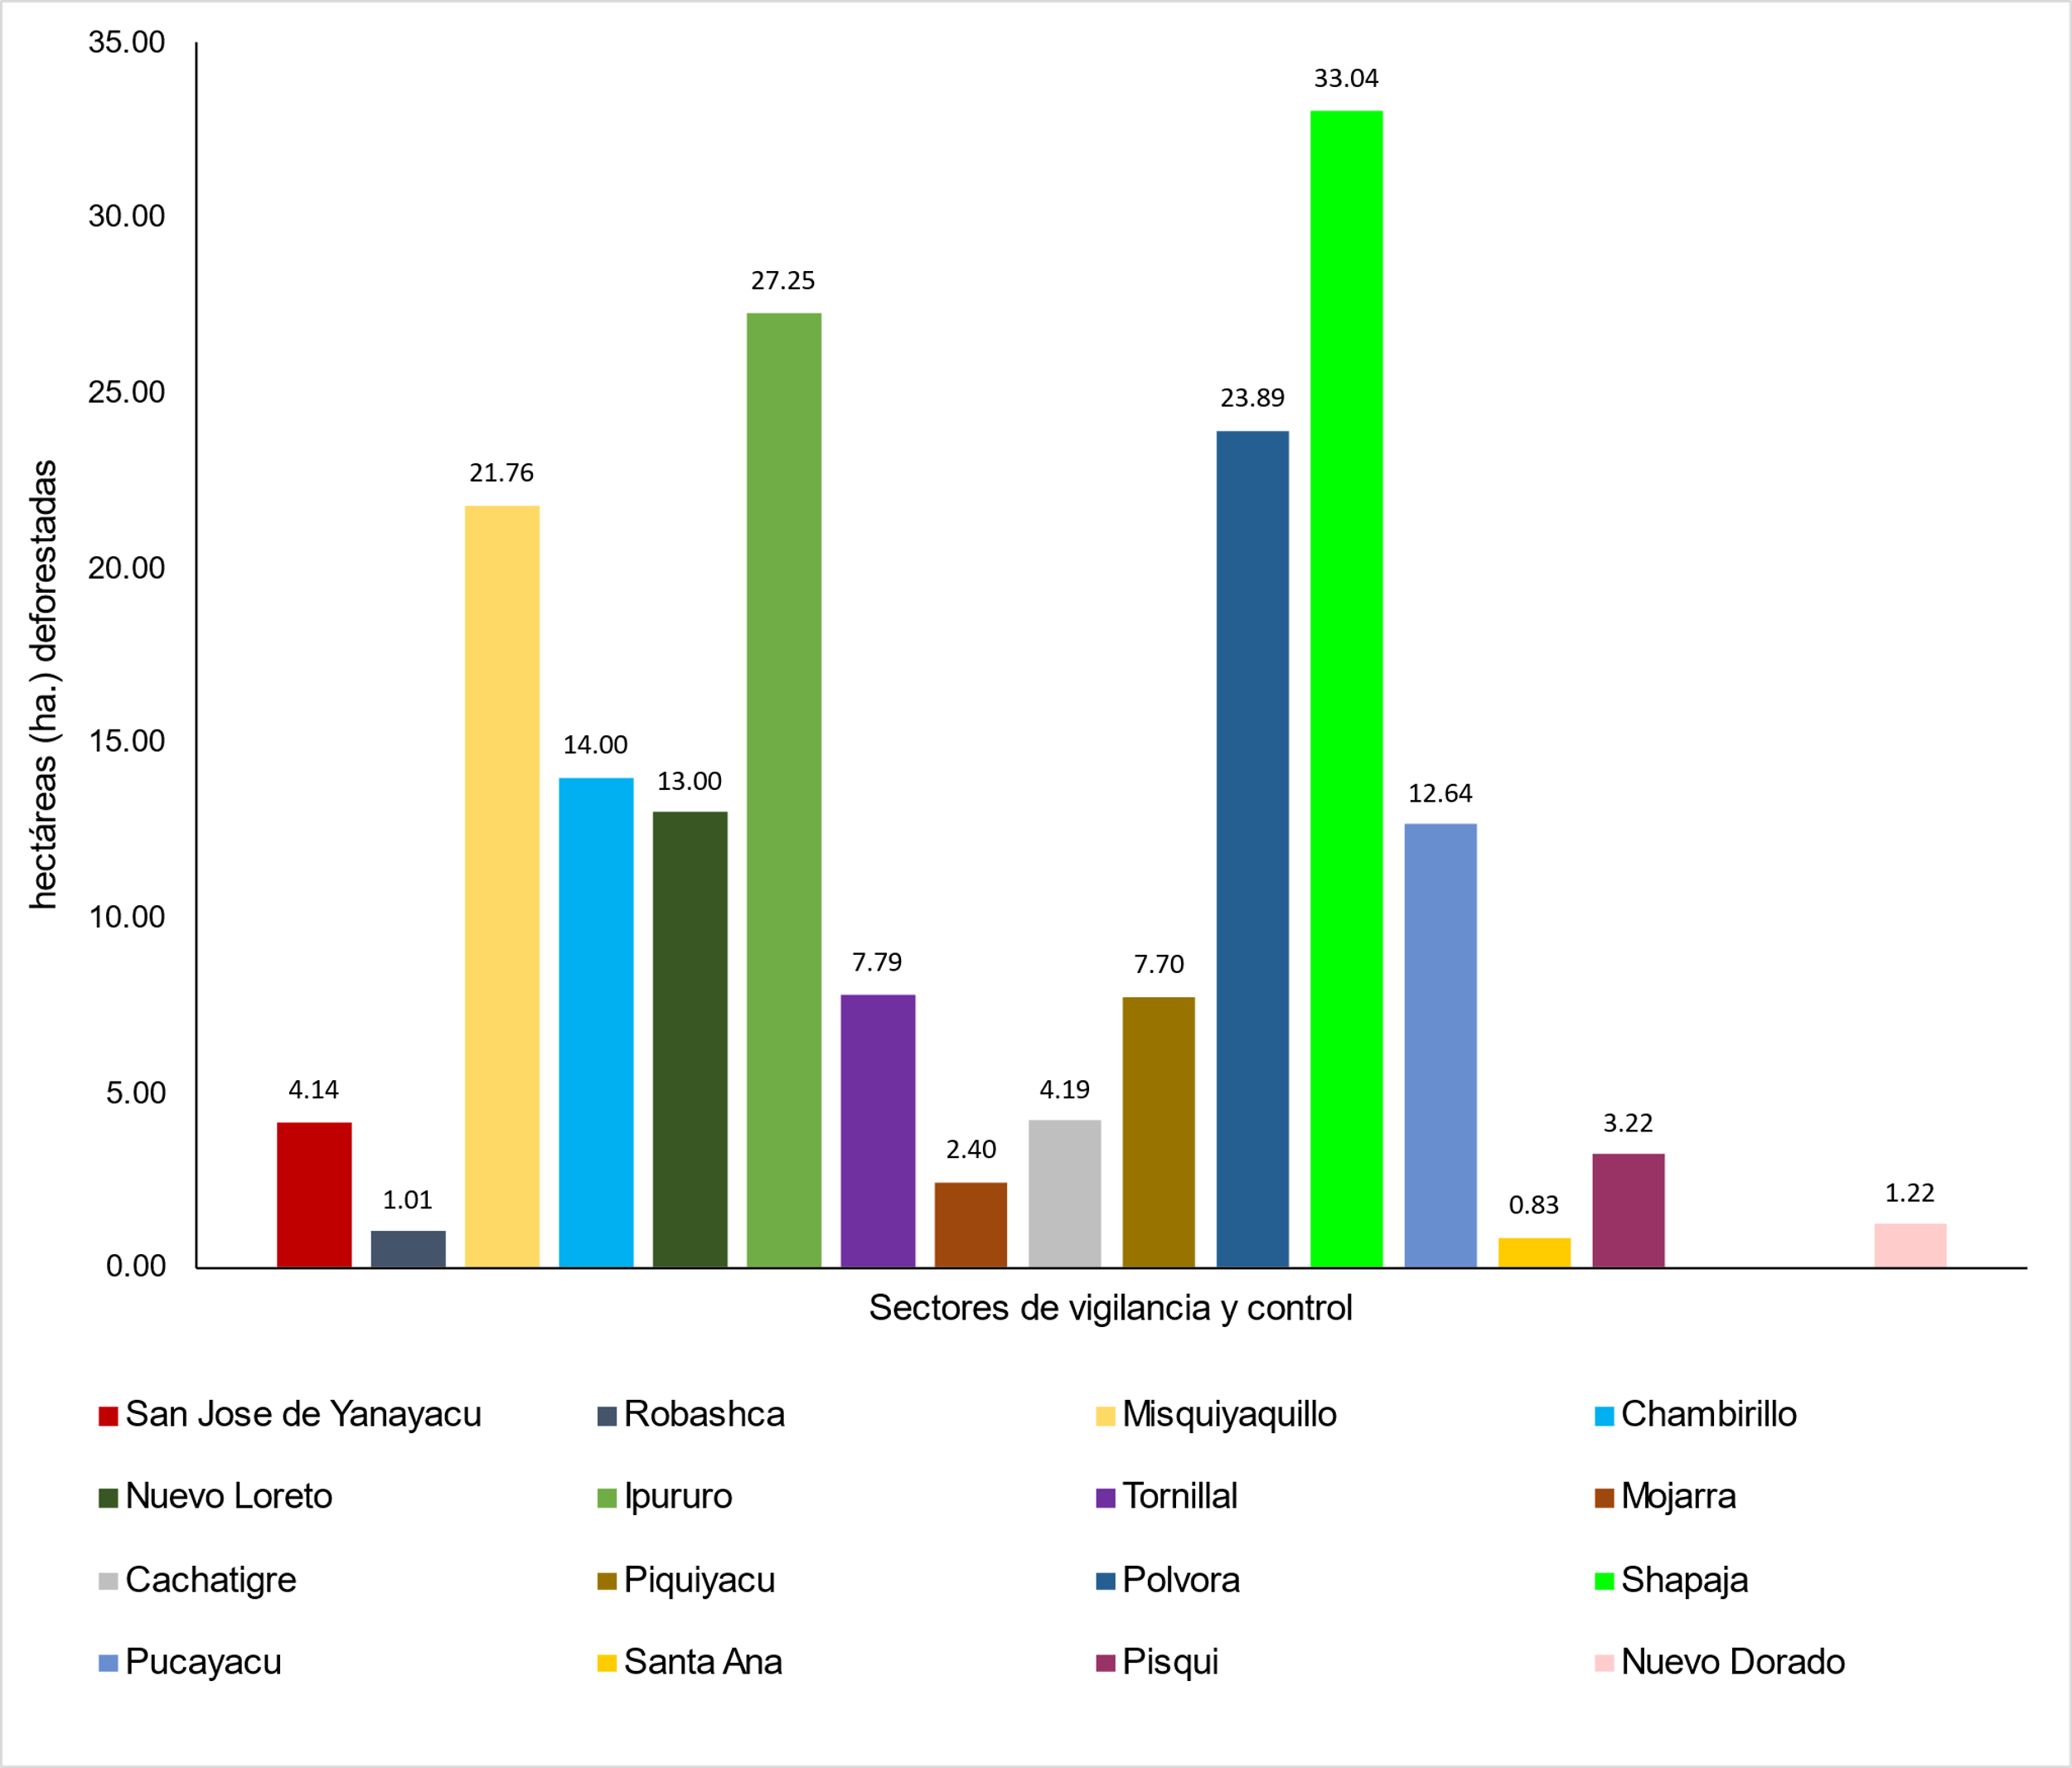 35.00
30.00
25.00
20.00
15.00
10.00
5.00
0.00
hectáreas (ha.) deforestadas
4.14
1.01
21.76
14.00
13.00
27.25
7.79
2.40
4.19
7.70
23.89
33.04
12.64
0.83
3.22
1.22
Sectores de vigilancia y control
San Jose de Yanayacu
Robashca
Misquiyaquillo
Chambirillo
Nuevo Loreto
Ipururo
Tornillal
Mojarra
Cachatigre
Piquiyacu
Polvora
Shapaja
Pucayacu
Santa Ana
Pisqui
Nuevo Dorado